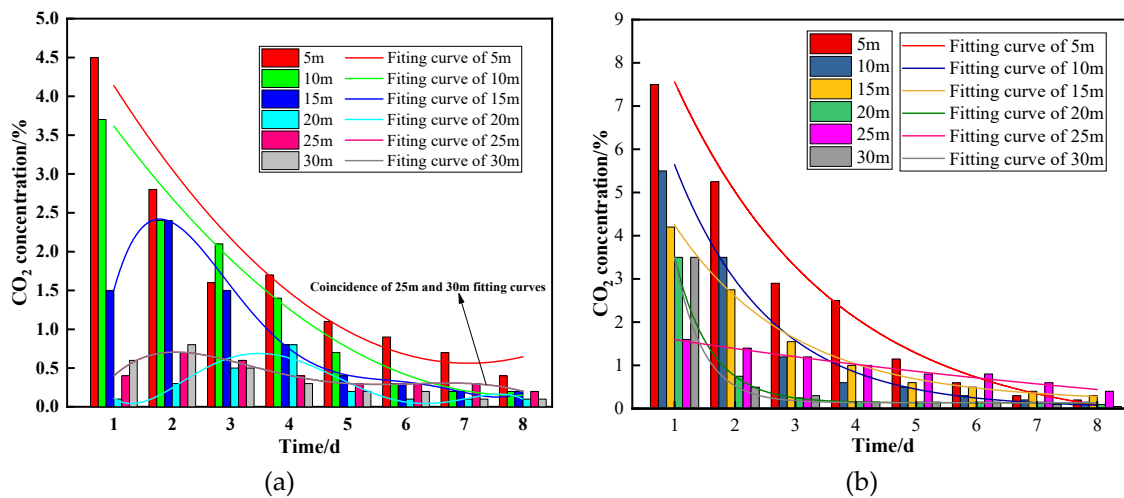 (a)
5.0
4.5
4.0
3.5
3.0
2.5
2.0
1.5
1.0
0.5
0.0
CO2 concentration/%
5m
10m
15m
20m
25m
30m
Fitting curve of 5m
Fiting curve of 10m
Fiting curve of 15m
Fiting curve of 20m
Fiting curve of 25m
Fiting curve of 30m
Coincidence of 25m and 30m fitting curves
1 2 3 4 5 6 7 8
Time/d
(a)
(b)
9
8
7
6
5
4
3
2
1
0
CO2 concentration/%
5m
10m
15m
20m
25m
30m
Fitting curve of 5m
Fitting curve of 10m
Fitting curve of 15m
Fitting curve of 20m
Fitting curve of 25m
Fitting curve of 30m
1 2 3 4 5 6 7 8
Time/d
(b)